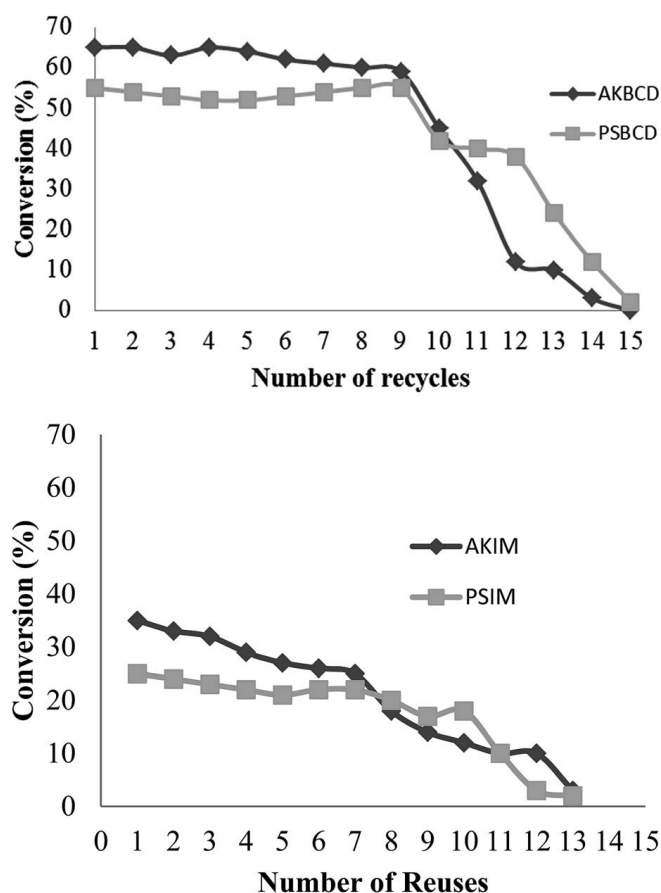 70
60
50
40
30
20
10
0
Conversion (%)
AKBCD
PSBCD
1 2 3 4 5 6 7 8 9 10 11 12 13 14 15
Number of recycles
70
60
50
40
30
20
10
0
Conversion (%)
AKIM
PSIM
0 1 2 3 4 5 6 7 8 9 10 11 12 13 14 15
Number of Reuses